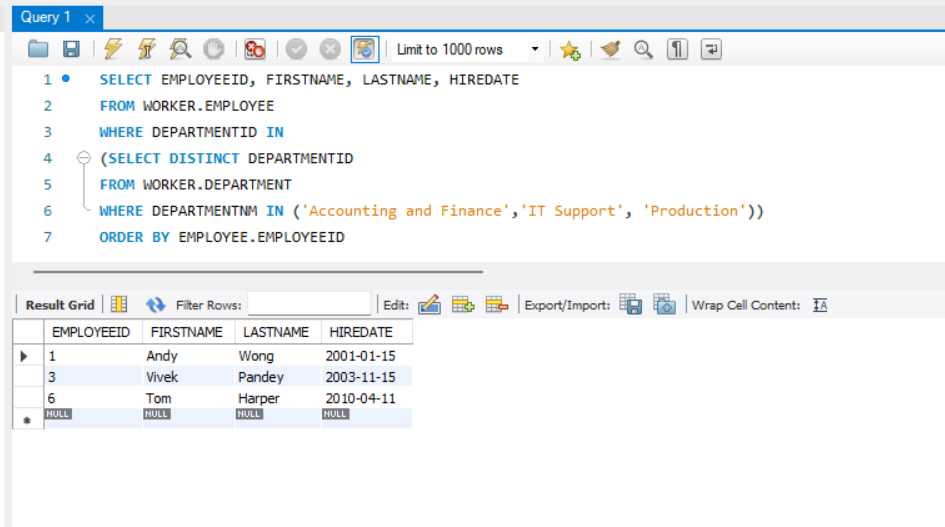 Query 1
Limit to 1000 rows
1 SELECT EMPLOYEEID, FIRSTNAME, LASTNAME, HIREDATE
2 FROM WORKER.EMPLOYEE
3 WHERE DEPARTMENTID IN
4 (SELECT DISTINCT DEPARTMENTID
5 FROM WORKER.DEPARTMENT
6 WHERE DEPARTMENTNM IN ('Accounting and Finance','IT Support', 'Production'))
7 ORDER BY EMPLOYEE.EMPLOYEEID
Result Grid Filter Rows: Edit: Export/Import: Wrap Cell Content: IA
EMPLOYEEID FIRSTNAME LASTNAME HIREDATE
1 Andy Wong 2001-01-15
3 Vivek Pandey 2003-11-15
6 Tom Harper 2010-04-11
NULL NULL NULL NULL